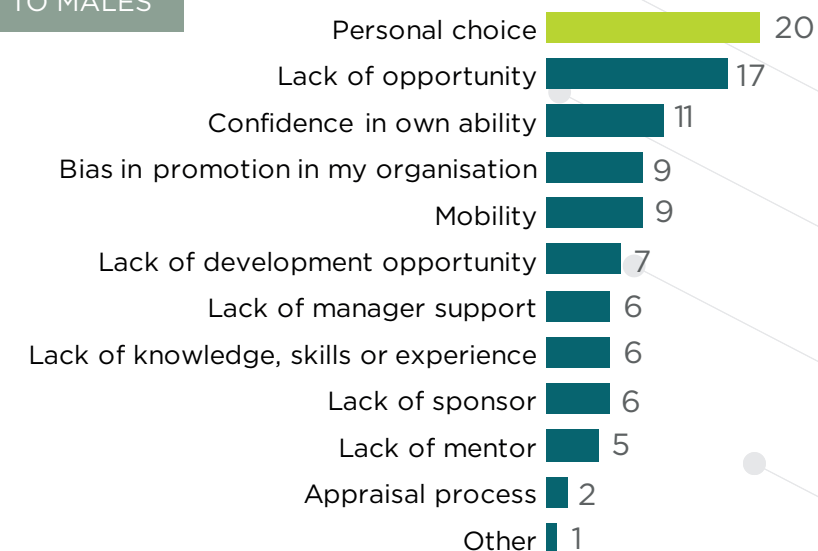 TO MALES
Personal choice 20
Lack of opportunity 17
Confidence in own ability 11
Bias in promotion in my organisation 9
Mobility 9
Lack of development opportunity 7
Lack of manager support 6
Lack of knowledge, skills or experience 6
Lack of sponsor 6
Lack of mentor 5
Appraisal process 2
Other 1